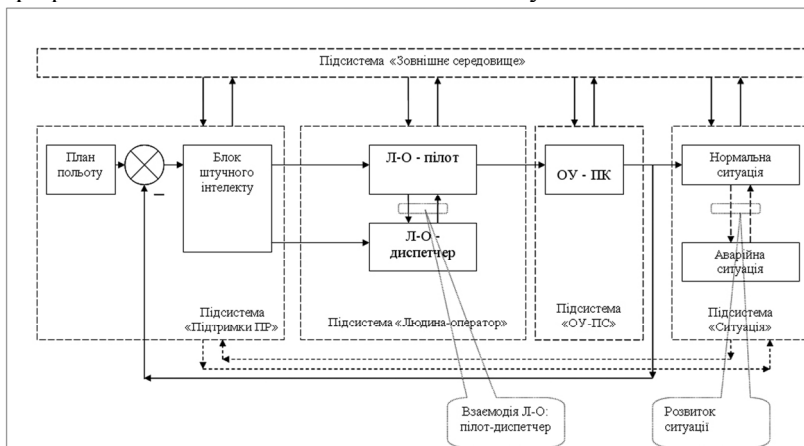 Підсистема «Зовнішнє середовище»
План
польоту
Блок
штучного
інтелекту
Л-О - пілот
Л-О -
диспетчер
ОУ - ПК
Нормальна
ситуація
Аварійна
ситуація
Підсистема
«Підтримки ПР»
Підсистема «Людина-оператор»
Підсистема
«ОУ-ПС»
Підсистема
«Ситуація»
Взаємодія Л-О:
пілот-диспетчер
Розвиток
ситуації